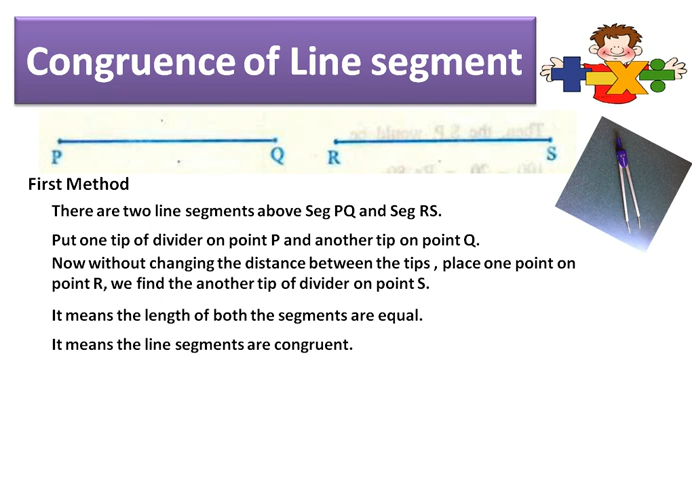 Congruence of Line segment
P Q R S
First Method
There are two line segments above Seg PQ and Seg RS.
Put one tip of divider on point P and another tip on point Q.
Now without changing the distance between the tips , place one point on
point R, we find the another tip of divider on point S.
It means the length of both the segments are equal.
It means the line segments are congruent.